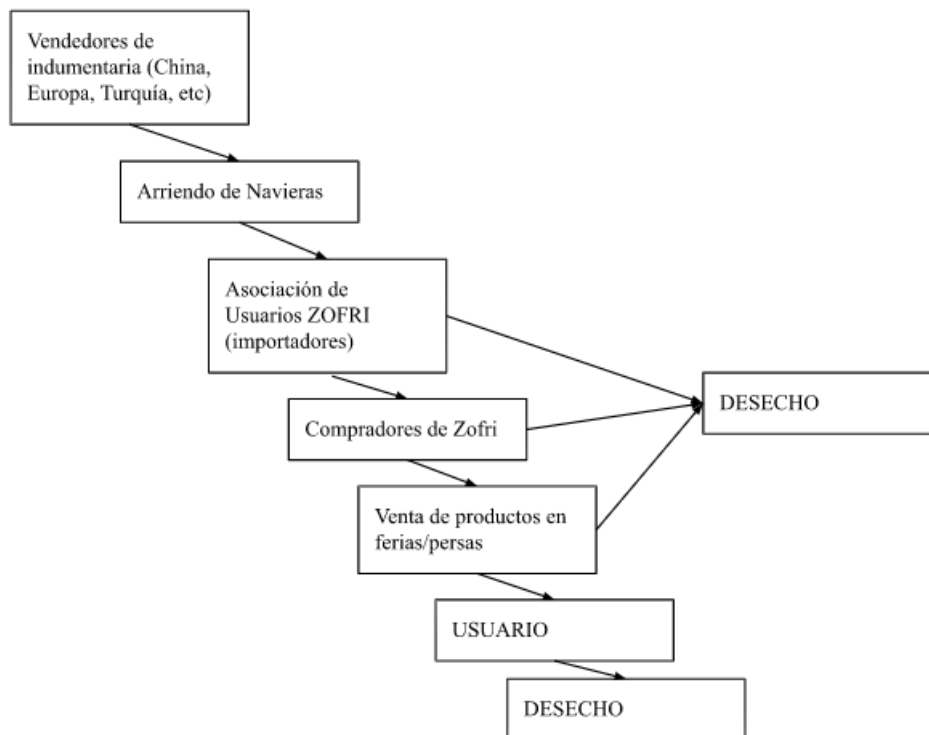 Vendedores de
indumentaria (China,
Europa, Turquía, etc)
Arriendo de Navieras
Asociación de
Usuarios ZOFRI
(importadores)
DESECHO
Compradores de Zofri
Venta de productos en
ferias/persas
USUARIO
DESECHO